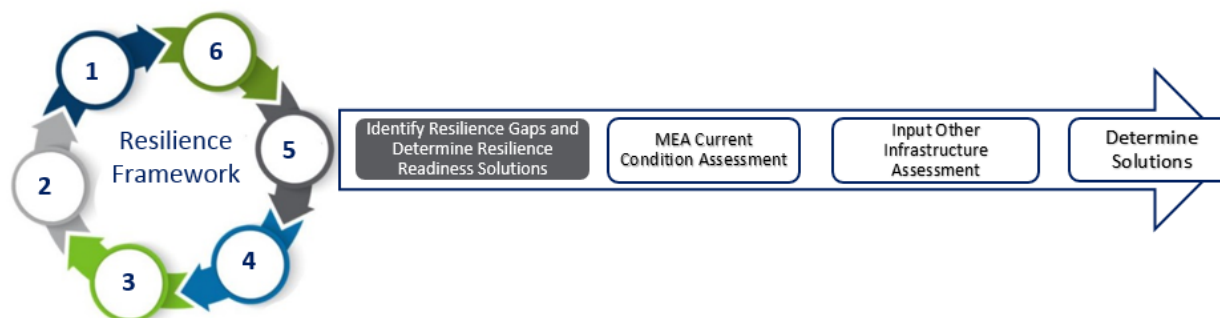 1
6
5
4
3
2
Resilience
Framework
Identify Resilience Gaps and
Determine Resilience
Readiness Solutions
MEA Current
Condition Assessment
Input Other
Infrastructure
Assessment
Determine
Solutions